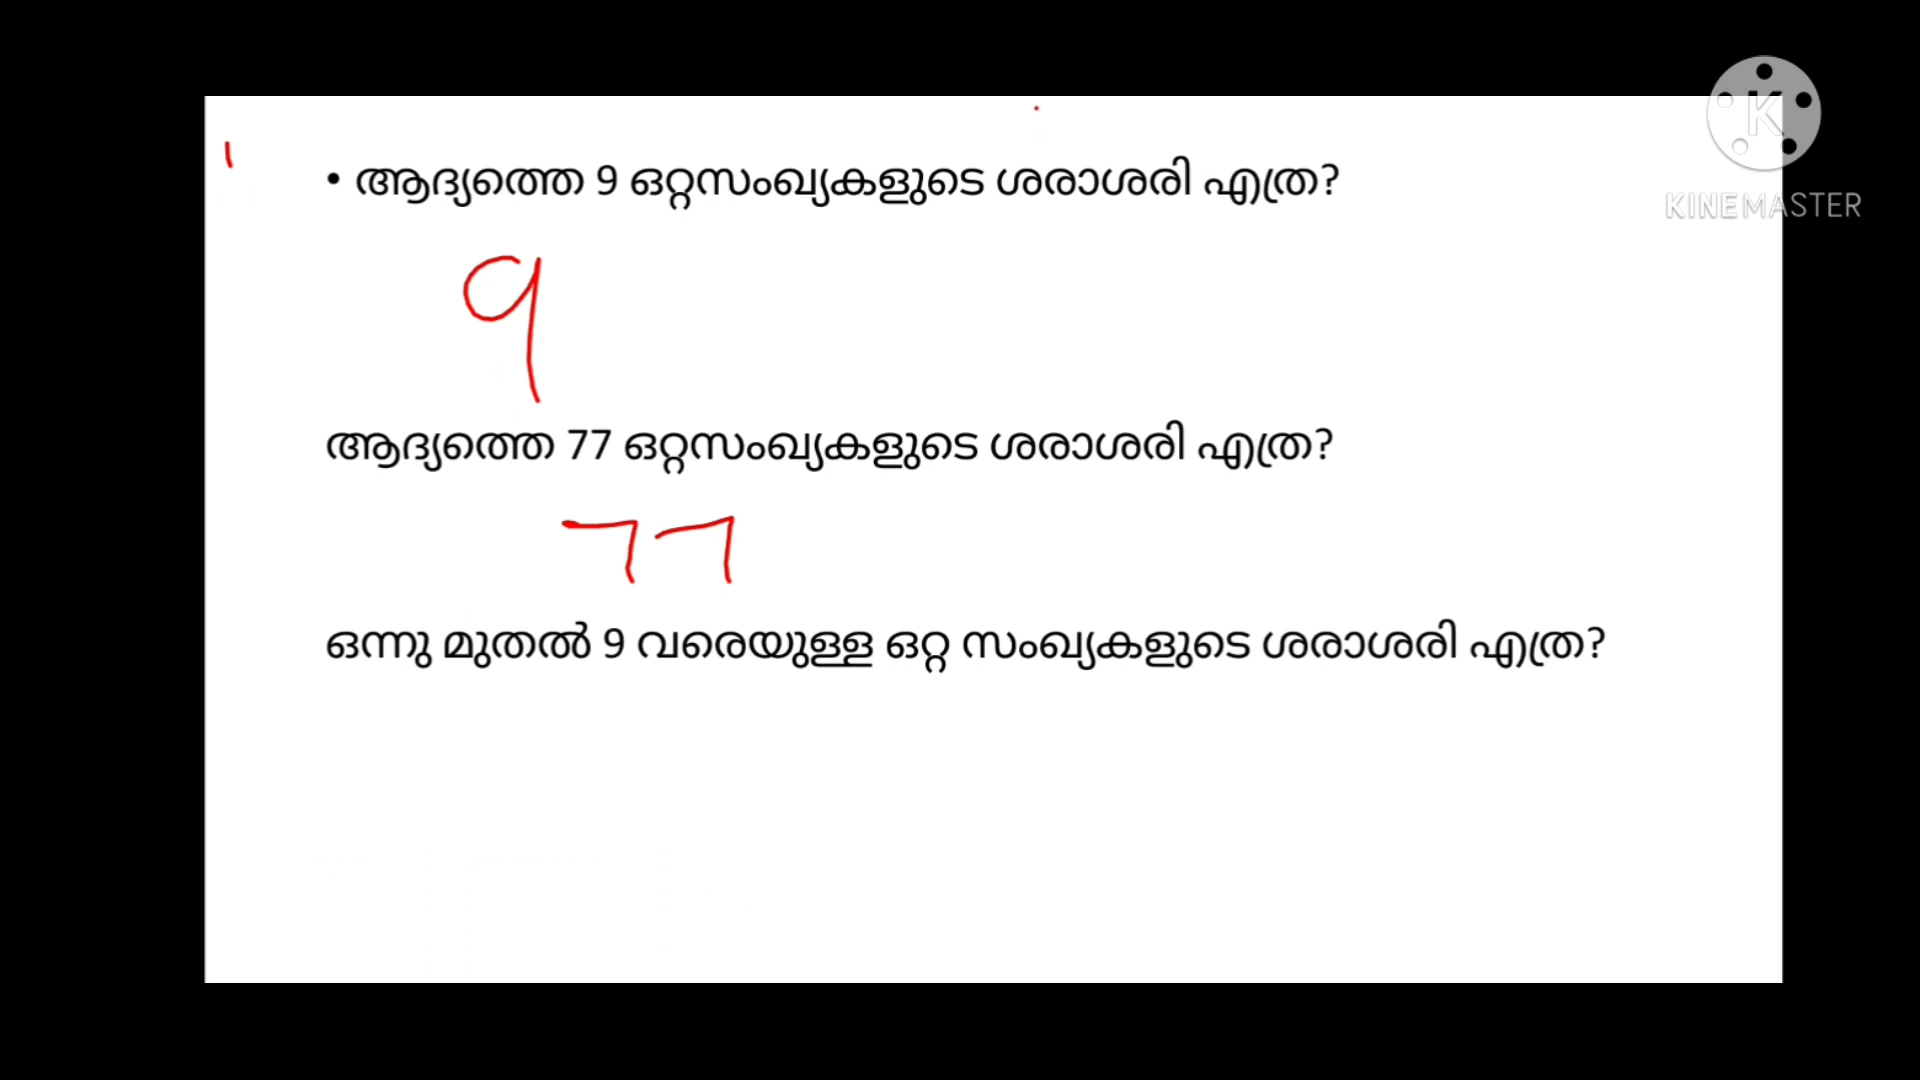 • ആദ്യത്തെ 9 ഒറ്റസംഖ്യകളുടെ ശരാശരി എത്ര?
9
ആദ്യത്തെ 77 ഒറ്റസംഖ്യകളുടെ ശരാശരി എത്ര?
77
ഒന്നു മുതൽ 9 വരെയുള്ള ഒറ്റ സംഖ്യകളുടെ ശരാശരി എത്ര?
K
KINEMASTER